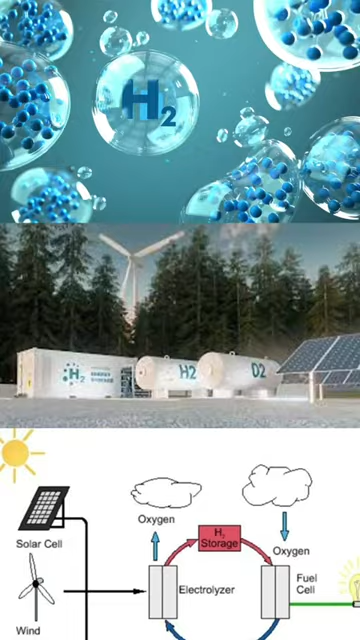 H2
H2
ENERGY STORAGE
H2
O2
Oxygen
H2
Storage
Oxygen
Solar Cell
Electrolyzer
Fuel
Cell
Wind